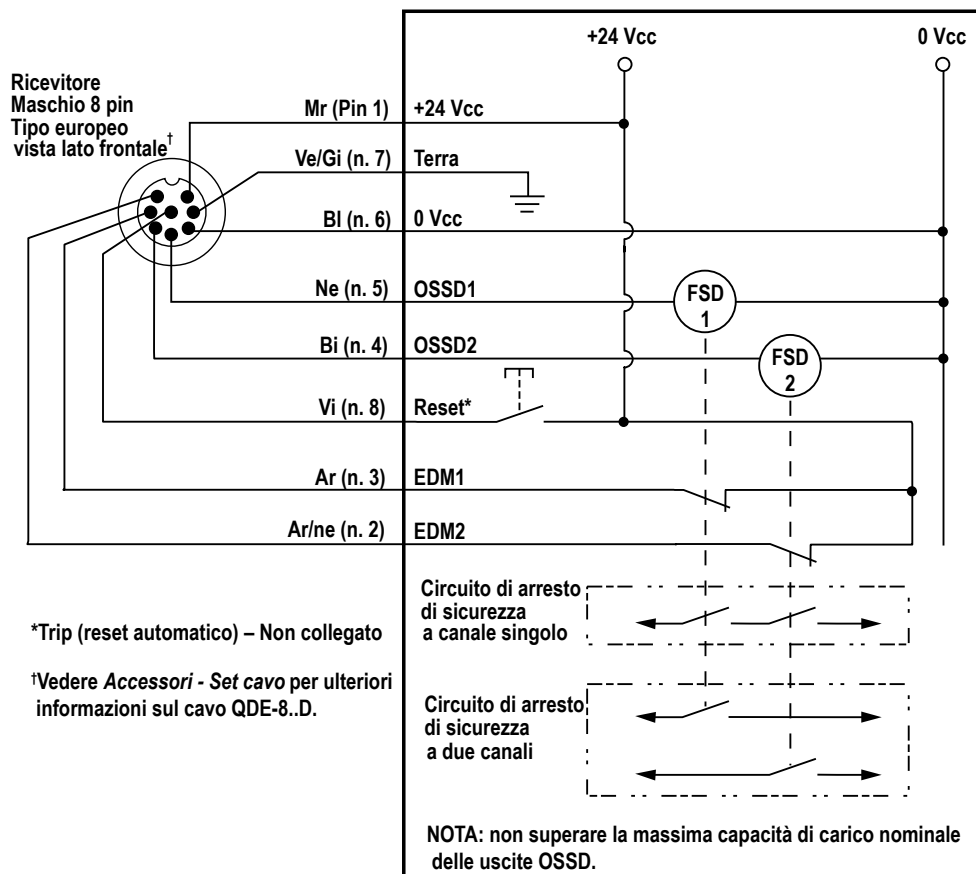 +24 Vcc
0 Vcc
Ricevitore
Maschio 8 pin
Tipo europeo
vista lato frontale†
Mr (Pin 1) +24 Vcc
Ve/Gi (n. 7) Terra
Bl (n. 6) 0 Vcc
Ne (n. 5) OSSD1
FSD
1
Bi (n. 4) OSSD2
FSD
2
Vi (n. 8) Reset*
Ar (n. 3) EDM1
Ar/ne (n. 2) EDM2
Circuito di arresto
di sicurezza
a canale singolo
*Trip (reset automatico) – Non collegato
†Vedere Accessori - Set cavo per ulteriori
informazioni sul cavo QDE-8..D.
Circuito di arresto
di sicurezza
a due canali
NOTA: non superare la massima capacità di carico nominale
delle uscite OSSD.